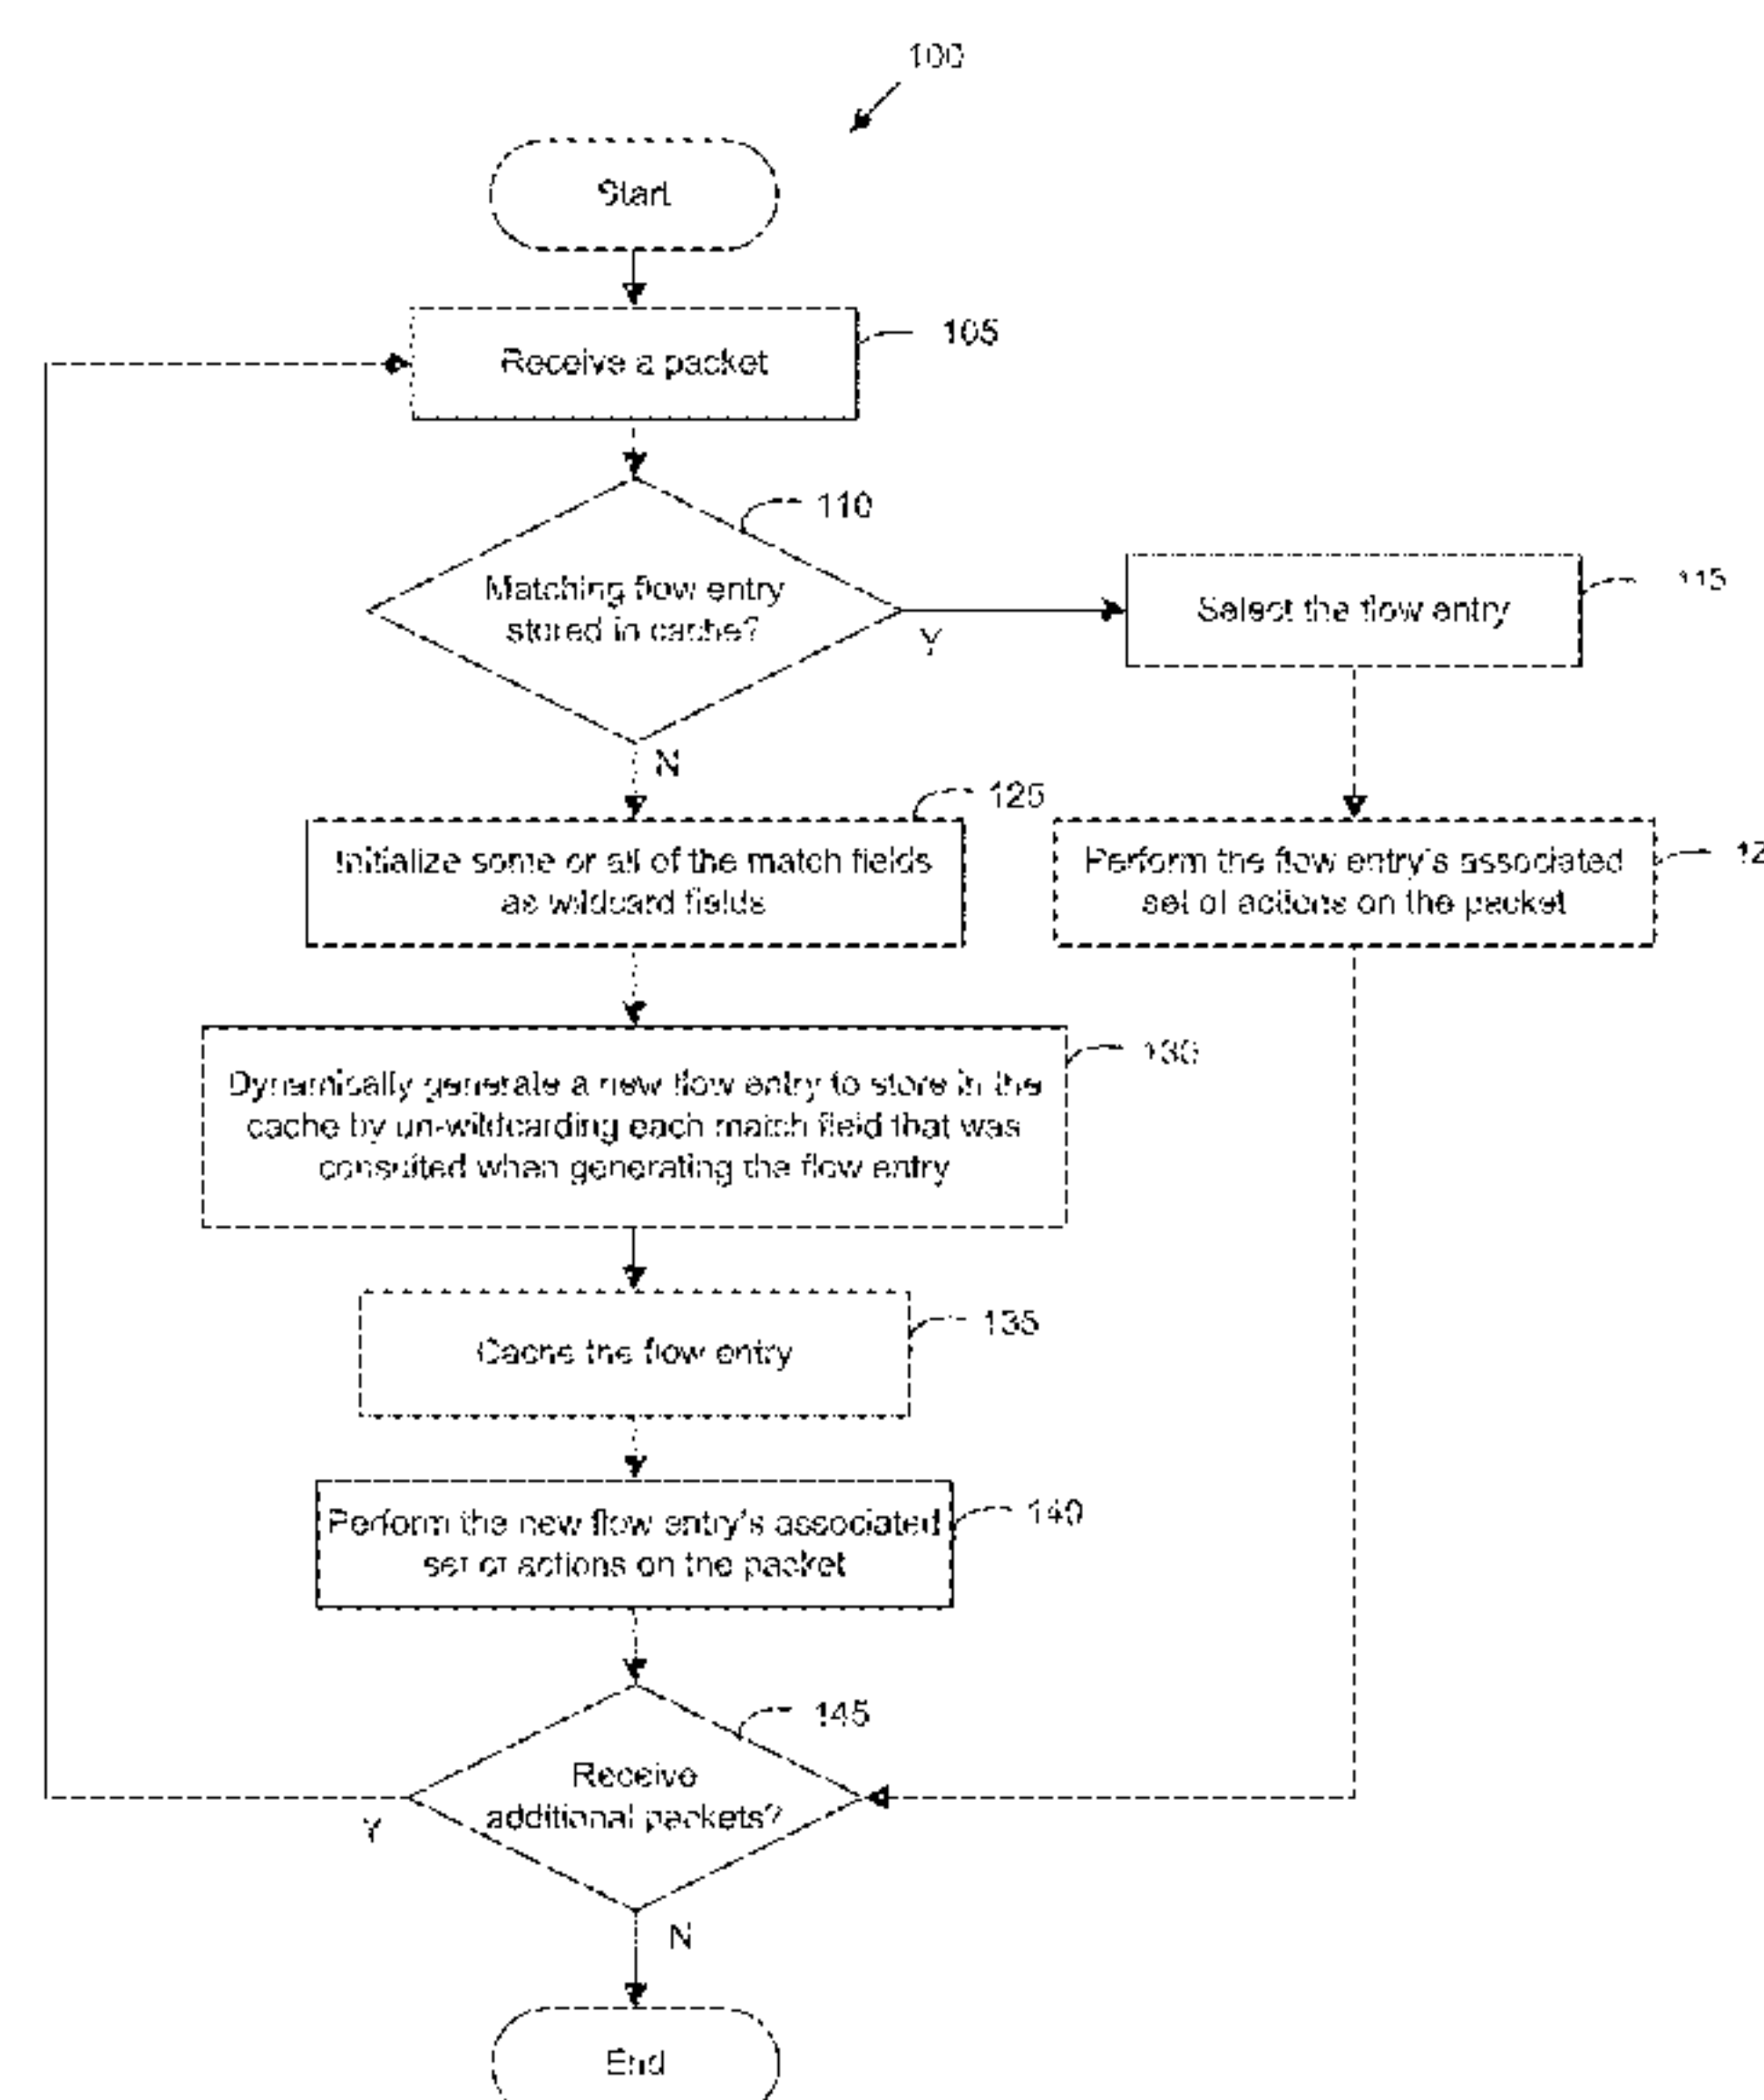 100
Start
Receive a packet
105
110
Matching flow entry
stored in cache?
Y
N
Select the flow entry
115
125
Initialize some or all of the match fields
as wildcard fields
Perform the flow entry's associated
set of actions on the packet
12
130
Dynamically generate a new flow entry to store in the
cache by un-wildcarding each match field that was
consulted when generating the flow entry
Cache the flow entry
135
Perform the new flow entry's associated
set of actions on the packet
140
145
Receive
additional packets?
Y
N
End